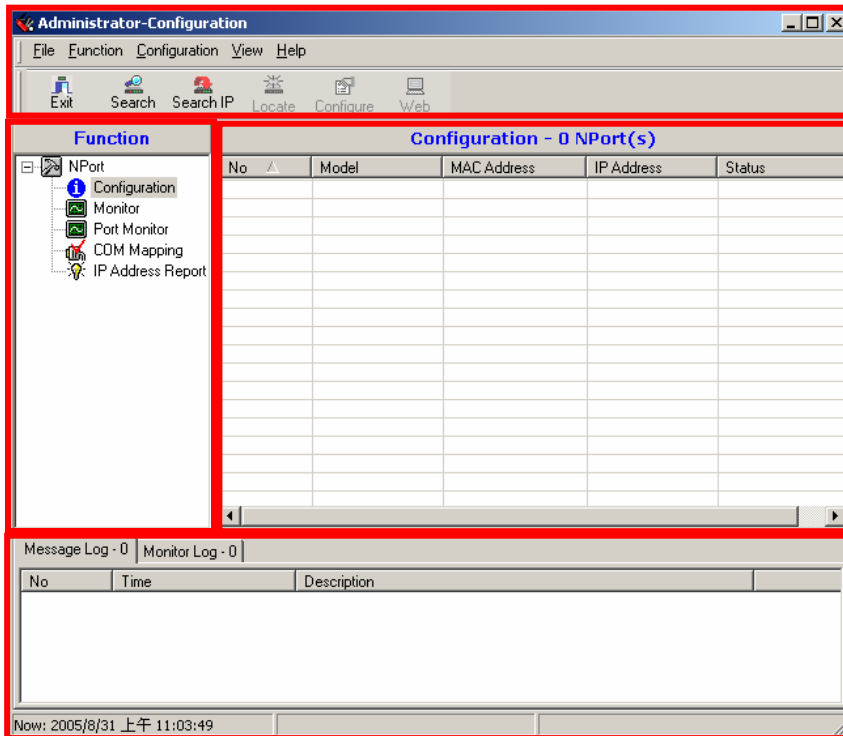 Administrator-Configuration
File Function Configuration View Help
Exit Search Search IP Locate Configure Web
Function
NPort
Configuration
Monitor
Port Monitor
COM Mapping
IP Address Report
Configuration - 0 NPort(s)
No Model MAC Address IP Address Status
Message Log - 0 Monitor Log - 0
No Time Description
Now: 2005/8/31 上午 11:03:49